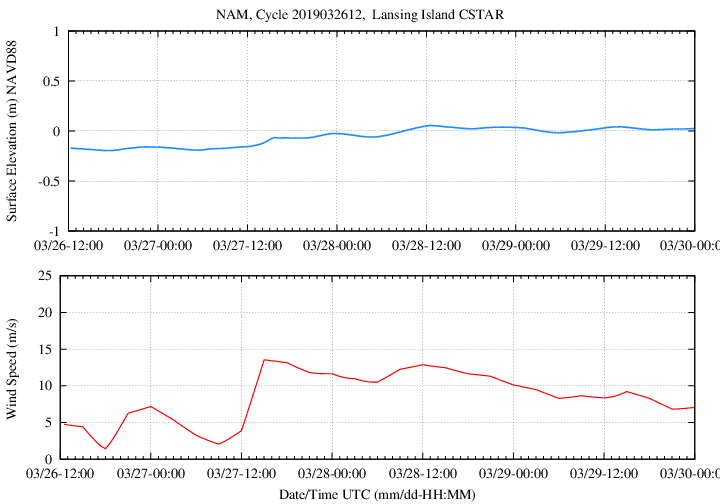 NAM, Cycle 2019032612,  Lansing Island CSTAR
Surface Elevation (m) NAVD88
1
0.5
0
-0.5
-1
03/26-12:00 03/27-00:00 03/27-12:00 03/28-00:00 03/28-12:00 03/29-00:00 03/29-12:00 03/30-00:0
Wind Speed (m/s)
25
20
15
10
5
0
03/26-12:00 03/27-00:00 03/27-12:00 03/28-00:00 03/28-12:00 03/29-00:00 03/29-12:00 03/30-00:0
Date/Time UTC (mm/dd-HH:MM)